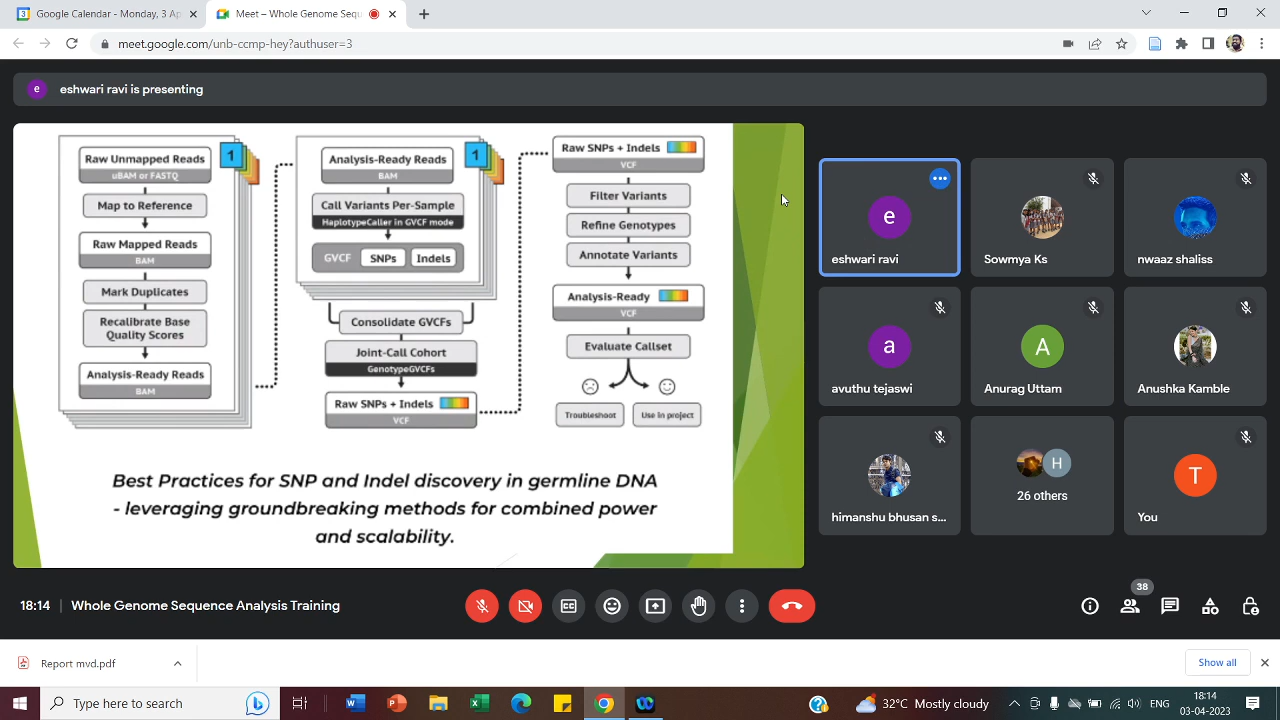 Google Calendar - Monday, 3 Ap
Meet – Whole Genome Sequ
meet.google.com/unb-ccmp-hey?authuser=3
e
eshwari ravi is presenting
Raw Unmapped Reads
uBAM or FASTQ
1
Map to Reference
Raw Mapped Reads
BAM
Mark Duplicates
Recalibrate Base
Quality Scores
Analysis-Ready Reads
BAM
Analysis-Ready Reads
BAM
1
Call Variants Per-Sample
HaplotypeCaller in GVCF mode
GVCF SNPs Indels
Consolidate GVCFs
Joint-Call Cohort
GenotypeGVCFs
Raw SNPs + Indels
VCF
Raw SNPs + Indels
VCF
Filter Variants
Refine Genotypes
Annotate Variants
Analysis-Ready
VCF
Evaluate Callset
Troubleshoot
Use in project
Best Practices for SNP and Indel discovery in germline DNA
- leveraging groundbreaking methods for combined power
and scalability.
e
eshwari ravi
Sowmya Ks
nwaaz shaliss
a
avuthu tejaswi
A
Anurag Uttam
Anushka Kamble
himanshu bhusan s...
H
26 others
T
You
18:14 | Whole Genome Sequence Analysis Training
38
Report mvd.pdf
Show all
Type here to search
32°C Mostly cloudy
ENG
18:14
03-04-2023